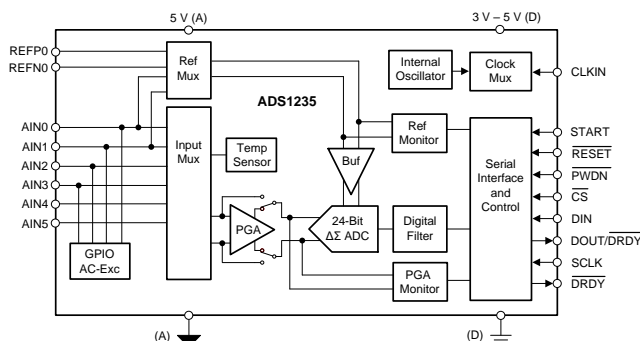 5 V (A)
3 V – 5 V (D)
REFP0
REFN0
Ref
Mux
Internal
Oscillator
Clock
Mux
CLKIN
ADS1235
AIN0
AIN1
AIN2
AIN3
AIN4
AIN5
Input
Mux
Temp
Sensor
Buf
Ref
Monitor
Serial
Interface
and
Control
START
RESET
PWDN
CS
DIN
DOUT/DRDY
SCLK
DRDY
PGA
24-Bit
ΔΣ ADC
Digital
Filter
GPIO
AC-Exc
PGA
Monitor
(A)
(D)